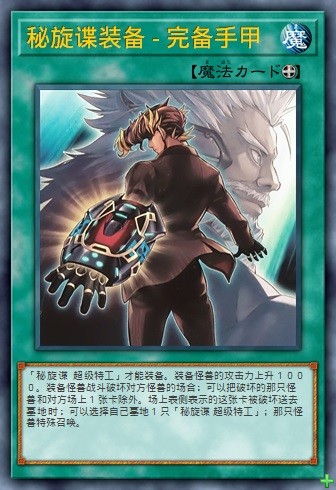 秘旋谍装备－完备手甲
魔
【魔法カード】
「秘旋谍 超级特工」才能装备。装备怪兽的攻击力上升１００
０。装备怪兽战斗破坏对方怪兽的场合；可以把破坏的那只怪
兽和对方场上１张卡除外。场上表侧表示的这张卡被破坏送去
墓地时：可以选择自己墓地１只「秘旋谍 超级特工」；那只怪
兽特殊召唤。